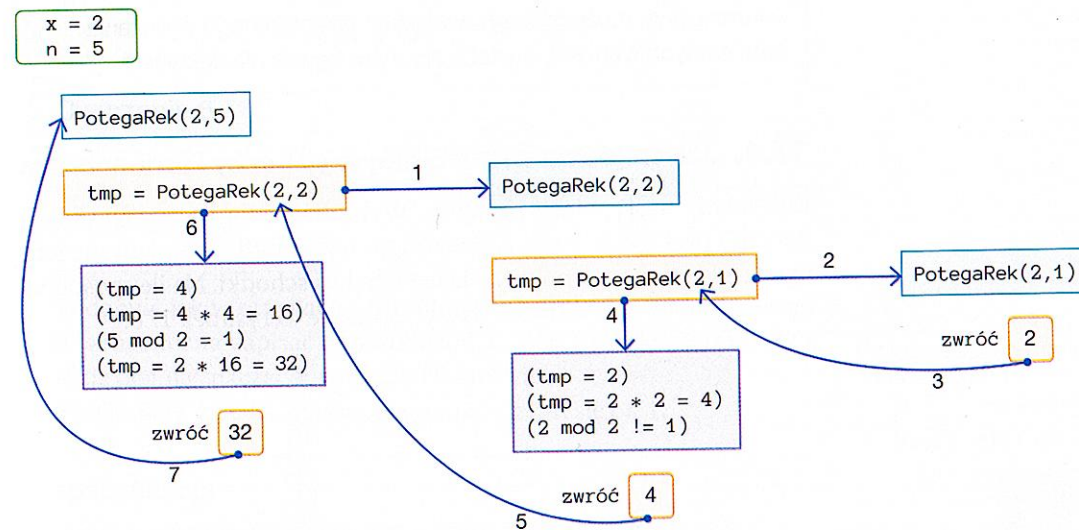 x = 2
n = 5
PotegaRek(2,5)
tmp = PotegaRek(2,2)
1
PotegaRek(2,2)
6
(tmp = 4)
(tmp = 4 * 4 = 16)
(5 mod 2 = 1)
(tmp = 2 * 16 = 32)
tmp = PotegaRek(2,1)
2
PotegaRek(2,1)
4
(tmp = 2)
(tmp = 2 * 2 = 4)
(2 mod 2 != 1)
zwróć 2
3
zwróć 32
7
zwróć 4
5
schodki